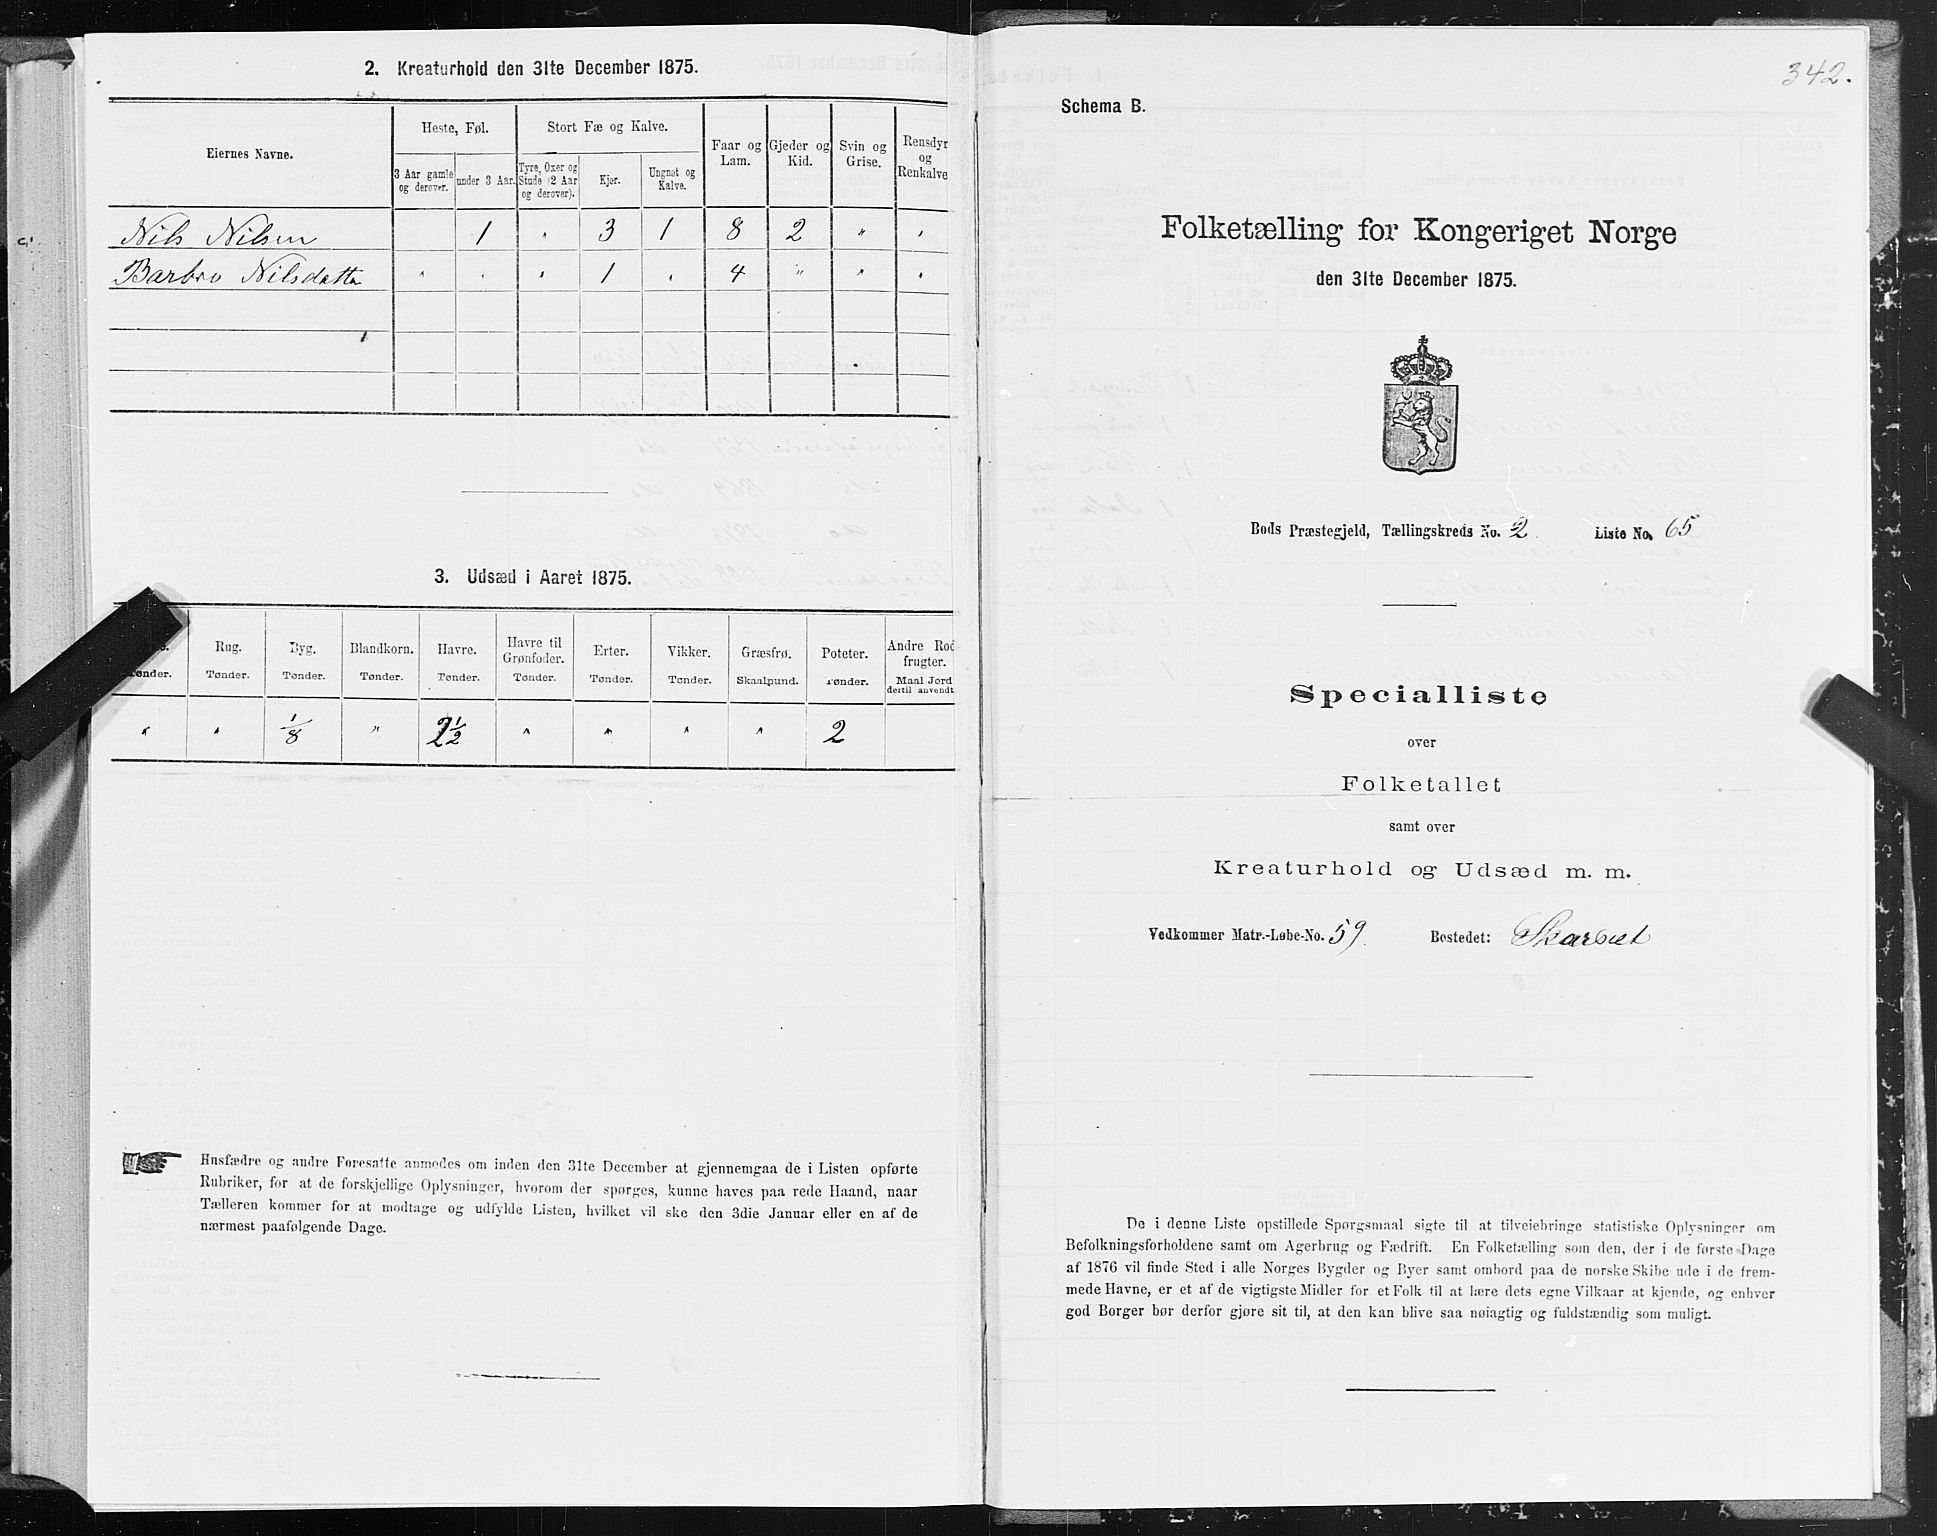 2. Kreaturhold den 31te December 1875.
Eiernes Navne.
Heste, Føl.
Stort Fæ og Kalve.
Faar og Lam.
Gjeder og Kid.
Svin og Grise.
Rensdyr og Renkalve
3 Aar gamle og derover.
under 3 Aar.
Tyre, Oxer og Stude (2 Aar og derover).
Kjør.
Ungnøt og Kalve.
Nils Nilsen 1 " 3 1 8 2 " "
Barbro Nilsdatter " " " 1 " 4 " " "
3. Udsæd i Aaret 1875.
Rug. Byg. Blandkorn. Havre. Havre til Grønfoder. Erter. Vikker. Græsfrø. Poteter. Andre Rodfrugter.
Tønder. Tønder. Tønder. Tønder. Tønder. Tønder. Tønder. Tønder. Skaalpund. Tønder. Maal Jord dertil anvendt.
" " 1/8 " 2 1/2 " " " " 2
Husfædre og andre Foresatte anmodes om inden den 31te December at gjennemgaa de i Listen opførte
Rubriker, for at de forskjellige Oplysninger, hvorom der spørges, kunne haves paa rede Haand, naar
Tælleren kommer for at modtage og udfylde Listen, hvilket vil ske den 3die Januar eller en af de
nærmest paafølgende Dage.
342.
Schema B.
Folketælling for Kongeriget Norge
den 31te December 1875.
Bods Præstegjeld, Tællingskreds No. 2 Liste No. 65
Specialliste
over
Folketallet
samt over
Kreaturhold og Udsæd m. m.
Vedkommer Matr.-Løbe-No. 59. Bostedet: Skarsæt
De i denne Liste opstillede Spørgsmaal sigte til at tilveiebringe statistiske Oplysninger om
Befolkningsforholdene samt om Agerbrug og Fædrift. En Folketælling som den, der i de første Dage
af 1876 vil finde Sted i alle Norges Bygder og Byer samt ombord paa de norske Skibe ude i de frem-
mede Havne, er et af de vigtigste Midler for et Folk til at lære dets egne Vilkaar at kjende, og enhver
god Borger bør derfor gjøre sit til, at den kan blive saa nøiagtig og fuldstændig som muligt.